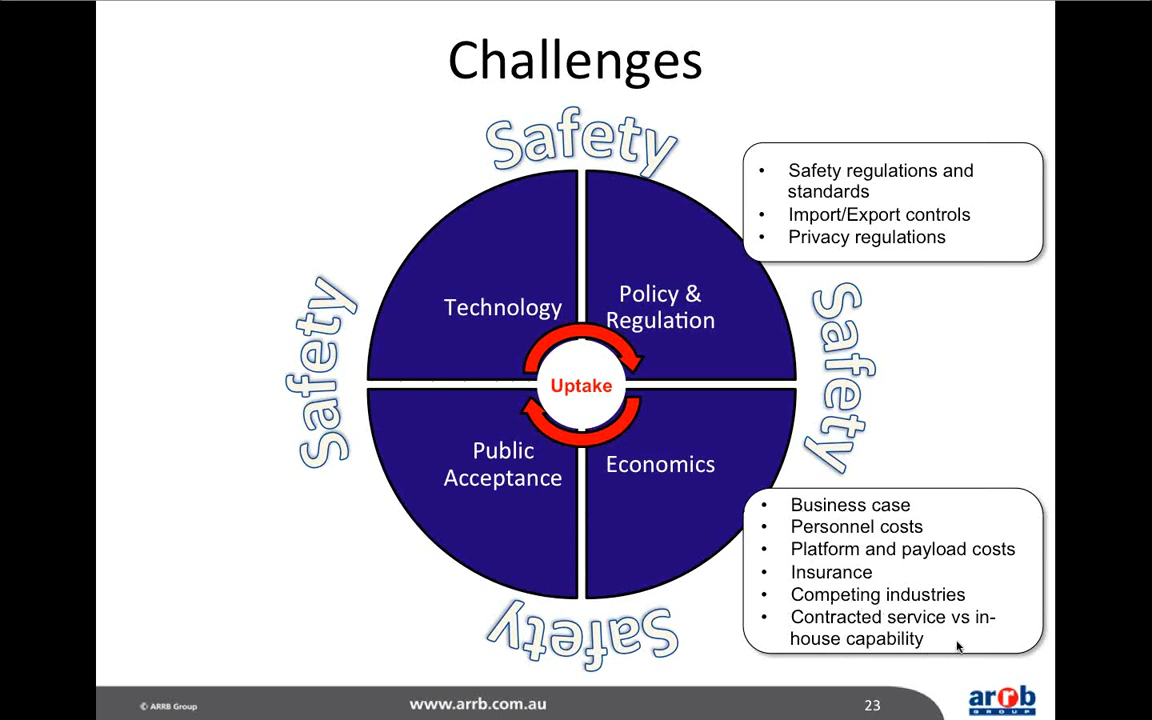 Challenges
Safety
• Safety regulations and
standards
• Import/Export controls
• Privacy regulations
Technology
Policy &
Regulation
Safety
Safety
Uptake
Public
Acceptance
Economics
• Business case
• Personnel costs
• Platform and payload costs
• Insurance
• Competing industries
• Contracted service vs in-
house capability
Safety
© ARRB Group
www.arrb.com.au
23
arrb
GROUP